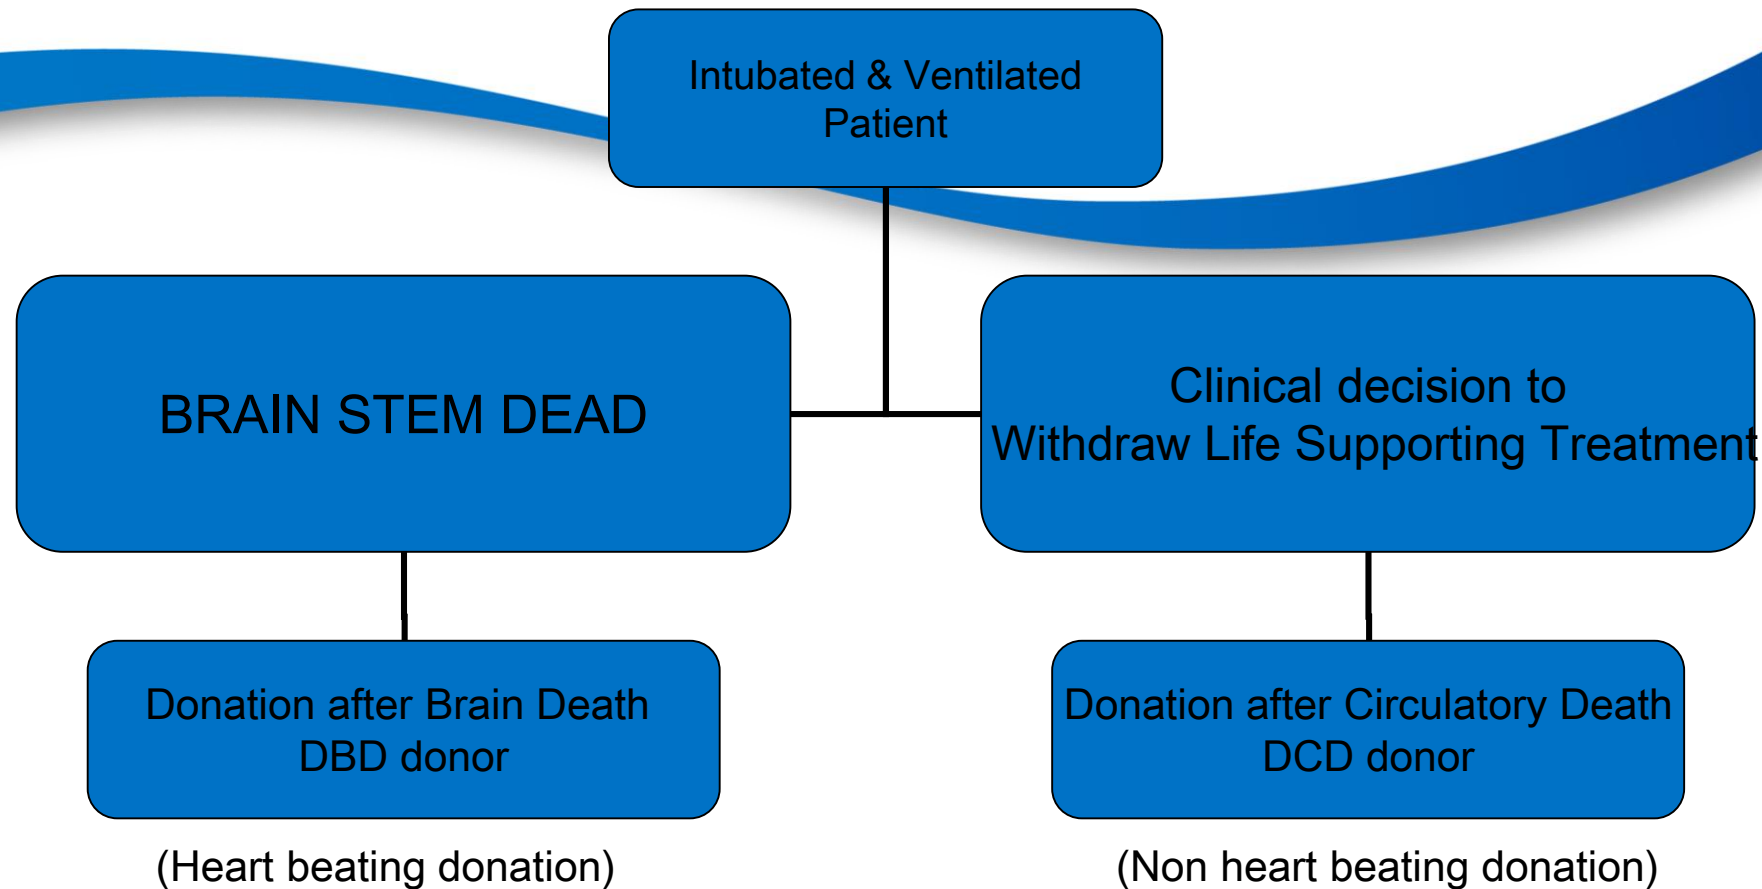 Intubated & Ventilated
Patient
BRAIN STEM DEAD
Clinical decision to
Withdraw Life Supporting Treatment
Donation after Brain Death
DBD donor
Donation after Circulatory Death
DCD donor
(Heart beating donation)
(Non heart beating donation)